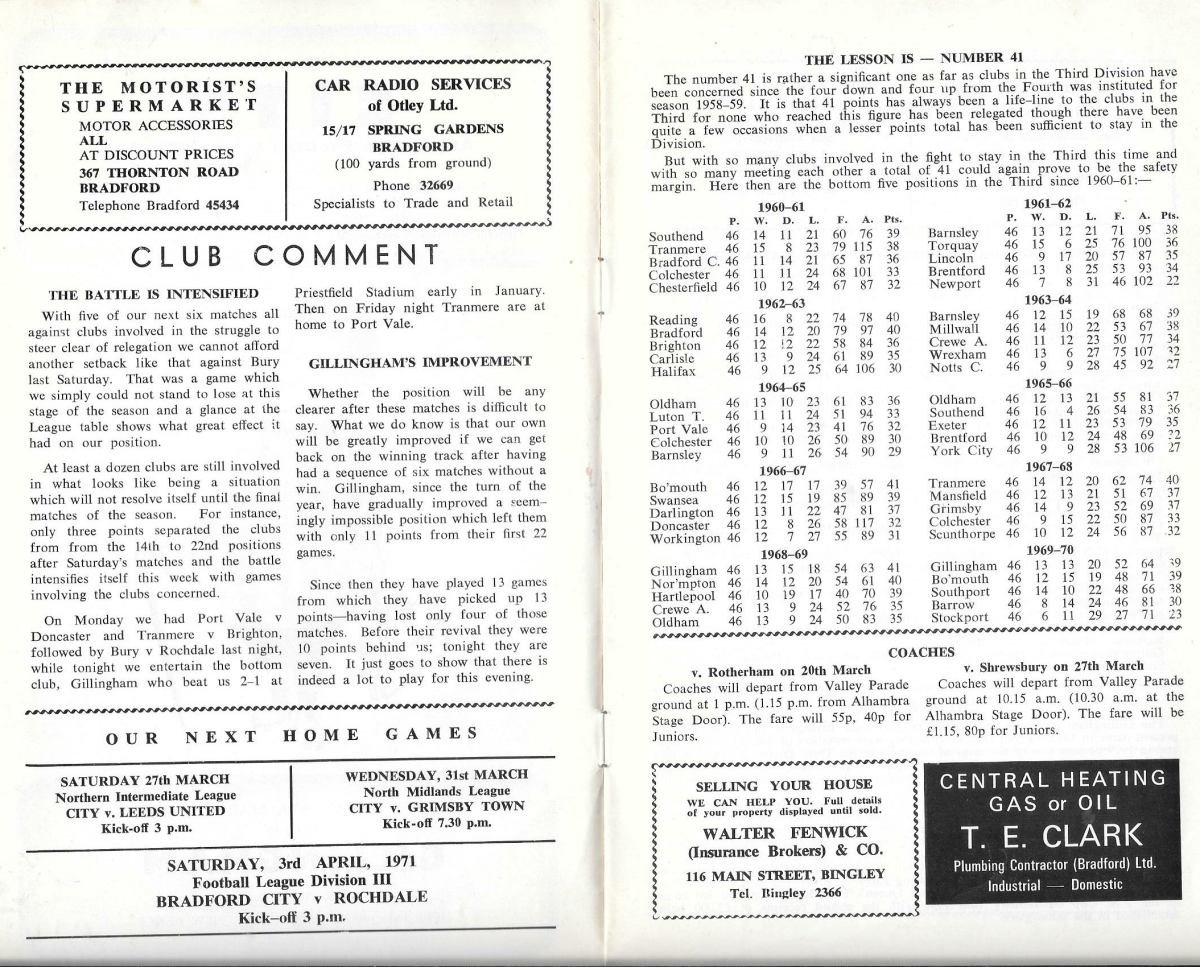 THE MOTORIST'S
SUPERMARKET
MOTOR ACCESSORIES
ALL
AT DISCOUNT PRICES
367 THORNTON ROAD
BRADFORD
Telephone Bradford 45434
CAR RADIO SERVICES
of Otley Ltd.
15/17 SPRING GARDENS
BRADFORD
(100 yards from ground)
Phone 32669
Specialists to Trade and Retail
CLUB COMMENT
THE BATTLE IS INTENSIFIED
With five of our next six matches all
against clubs involved in the struggle to
steer clear of relegation we cannot afford
another setback like that against Bury
last Saturday. That was a game which
we simply could not stand to lose at this
stage of the season and a glance at the
League table shows what great effect it
had on our position.
At least a dozen clubs are still involved
in what looks like being a situation
which will not resolve itself until the final
matches of the season. For instance,
only three points separated the clubs
from from the 14th to 22nd positions
after Saturday's matches and the battle
intensifies itself this week with games
involving the clubs concerned.
On Monday we had Port Vale v
Doncaster and Tranmere v Brighton,
followed by Bury v Rochdale last night,
while tonight we entertain the bottom
club, Gillingham who beat us 2–1 at
Priestfield Stadium early in January.
Then on Friday night Tranmere are at
home to Port Vale.
GILLINGHAM'S IMPROVEMENT
Whether the position will be any
clearer after these matches is difficult to
say. What we do know is that our own
will be greatly improved if we can get
back on the winning track after having
had a sequence of six matches without a
win. Gillingham, since the turn of the
year, have gradually improved a seem-
ingly impossible position which left them
with only 11 points from their first 22
games.
Since then they have played 13 games
from which they have picked up 13
points—having lost only four of those
matches. Before their revival they were
10 points behind us; tonight they are
seven. It just goes to show that there is
indeed a lot to play for this evening.
OUR NEXT HOME GAMES
SATURDAY 27th MARCH
Northern Intermediate League
CITY v. LEEDS UNITED
Kick-off 3 p.m.
WEDNESDAY, 31st MARCH
North Midlands League
CITY v. GRIMSBY TOWN
Kick-off 7.30 p.m.
SATURDAY, 3rd APRIL, 1971
Football League Division III
BRADFORD CITY v ROCHDALE
Kick–off 3 p.m.
THE LESSON IS — NUMBER 41
The number 41 is rather a significant one as far as clubs in the Third Division have
been concerned since the four down and four up from the Fourth was instituted for
season 1958–59. It is that 41 points has always been a life–line to the clubs in the
Third for none who reached this figure has been relegated though there have been
quite a few occasions when a lesser points total has been sufficient to stay in the
Division.
But with so many clubs involved in the fight to stay in the Third this time and
with so many meeting each other a total of 41 could again prove to be the safety
margin. Here then are the bottom five positions in the Third since 1960–61:—
1960–61
P. W. D. L. F. A. Pts.
Southend 46 14 11 21 60 76 39
Tranmere 46 15 8 23 79 115 38
Bradford C. 46 11 14 21 65 87 36
Colchester 46 11 11 24 68 101 33
Chesterfield 46 10 12 24 67 87 32
1961–62
P. W. D. L. F. A. Pts.
Barnsley 46 13 12 21 71 95 38
Torquay 46 15 6 25 76 100 36
Lincoln 46 9 17 20 57 87 35
Brentford 46 13 8 25 53 93 34
Newport 46 7 8 31 46 102 22
1962–63
Reading 46 16 8 22 74 78 40
Bradford 46 14 12 20 79 97 40
Brighton 46 12 12 22 58 84 36
Carlisle 46 13 9 24 61 89 35
Halifax 46 9 12 25 64 106 30
1963–64
Barnsley 46 12 15 19 68 68 39
Millwall 46 14 10 22 53 67 38
Crewe A. 46 11 12 23 50 77 34
Wrexham 46 13 6 27 75 107 32
Notts C. 46 9 9 28 45 92 27
1964–65
Oldham 46 13 10 23 61 83 36
Luton T. 46 11 11 24 51 94 33
Port Vale 46 9 14 23 41 76 32
Colchester 46 10 10 26 50 89 30
Barnsley 46 9 11 26 54 90 29
1965–66
Oldham 46 12 13 21 55 81 37
Southend 46 16 4 26 54 83 36
Exeter 46 12 11 23 53 79 35
Brentford 46 10 12 24 48 69 32
York City 46 9 9 28 53 106 27
1966–67
Bo'mouth 46 12 17 17 39 57 41
Swansea 46 12 15 19 85 89 39
Darlington 46 13 11 22 47 81 37
Doncaster 46 12 8 26 58 117 32
Workington 46 12 7 27 55 89 31
1967–68
Tranmere 46 14 12 20 62 74 40
Mansfield 46 12 13 21 51 67 37
Grimsby 46 14 9 23 52 69 37
Colchester 46 9 15 22 50 87 33
Scunthorpe 46 10 12 24 56 87 32
1968–69
Gillingham 46 13 15 18 54 63 41
Nor'mpton 46 14 12 20 54 61 40
Hartlepool 46 10 19 17 40 70 39
Crewe A. 46 13 9 24 52 76 35
Oldham 46 13 9 24 50 83 35
1969–70
Gillingham 46 13 13 20 52 64 39
Bo'mouth 46 12 15 19 48 71 39
Southport 46 14 10 22 48 66 38
Barrow 46 8 14 24 46 81 30
Stockport 46 6 11 29 27 71 23
COACHES
v. Rotherham on 20th March
Coaches will depart from Valley Parade
ground at 1 p.m. (1.15 p.m. from Alhambra
Stage Door). The fare will 55p, 40p for
Juniors.
v. Shrewsbury on 27th March
Coaches will depart from Valley Parade
ground at 10.15 a.m. (10.30 a.m. at the
Alhambra Stage Door). The fare will be
£1.15, 80p for Juniors.
SELLING YOUR HOUSE
WE CAN HELP YOU. Full details
of your property displayed until sold.
WALTER FENWICK
(Insurance Brokers) & CO.
116 MAIN STREET, BINGLEY
Tel. Bingley 2366
CENTRAL HEATING
GAS or OIL
T. E. CLARK
Plumbing Contractor (Bradford) Ltd.
Industrial — Domestic